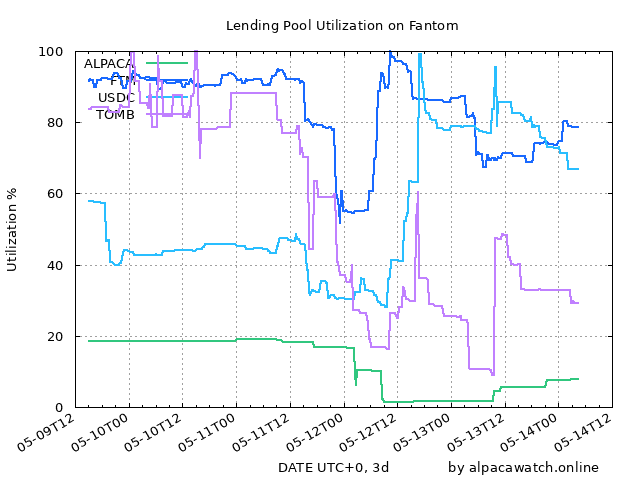 Lending Pool Utilization on Fantom
Utilization %
100
80
60
40
20
0
ALPACA
FTM
USDC
TOMB
05-09T12
05-10T00
05-10T12
05-11T00
05-11T12
05-12T00
05-12T12
05-13T00
05-13T12
05-14T00
05-14T12
DATE UTC+0, 3d
by alpacawatch.online